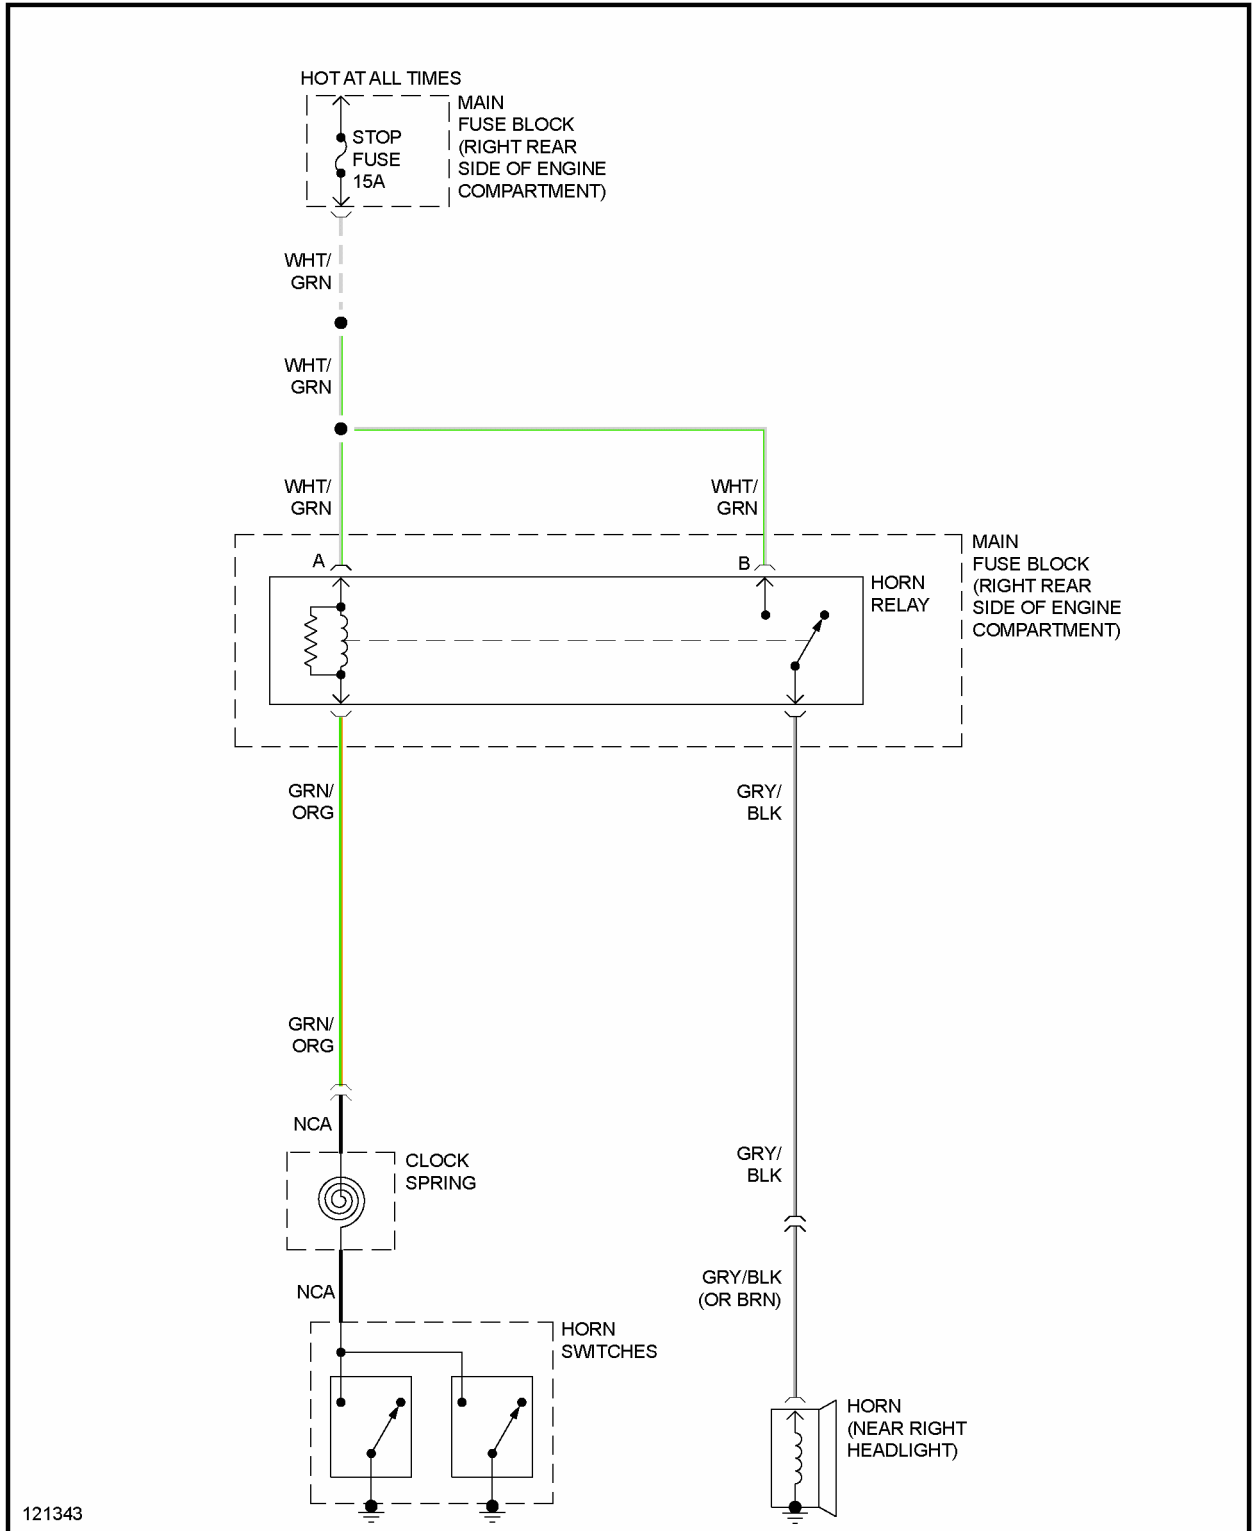 HOT AT ALL TIMES
MAIN
FUSE BLOCK
(RIGHT REAR
SIDE OF ENGINE
COMPARTMENT)
STOP
FUSE
15A
WHT/
GRN
WHT/
GRN
WHT/
GRN
WHT/
GRN
MAIN
FUSE BLOCK
(RIGHT REAR
SIDE OF ENGINE
COMPARTMENT)
A
B
HORN
RELAY
GRN/
ORG
GRY/
BLK
GRN/
ORG
NCA
CLOCK
SPRING
GRY/
BLK
NCA
GRY/BLK
(OR BRN)
HORN
SWITCHES
HORN
(NEAR RIGHT
HEADLIGHT)
121343